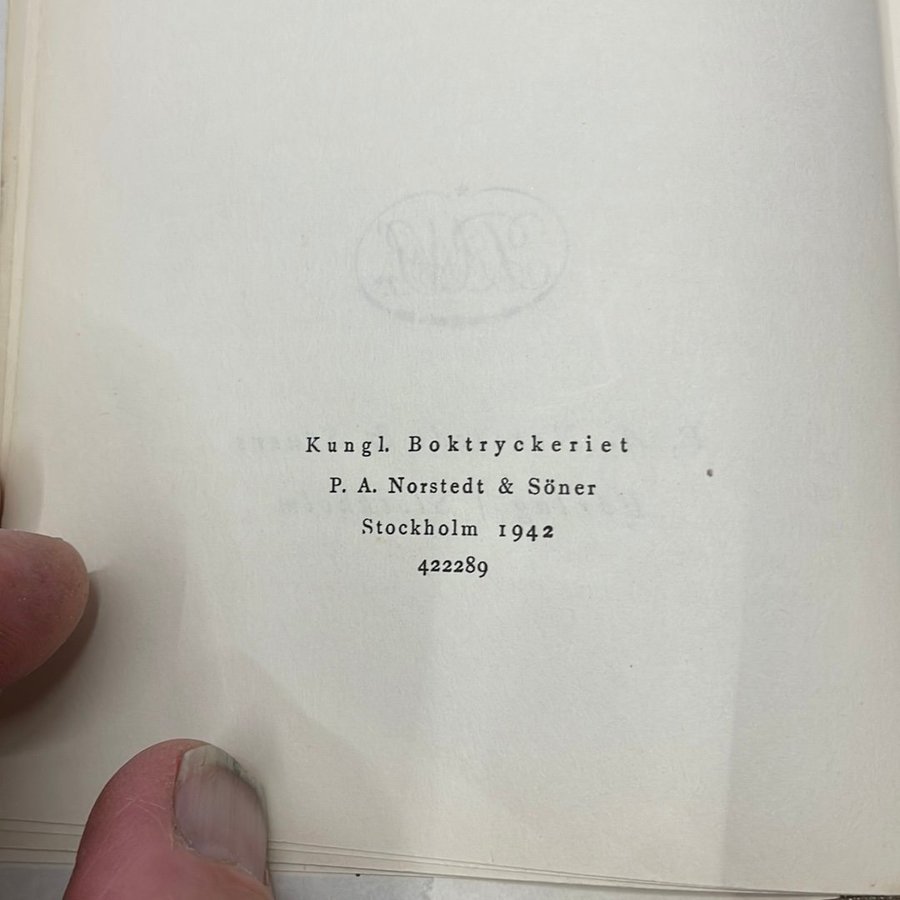 Kungl. Boktryckeriet
P. A. Norstedt & Söner
Stockholm 1942
422289